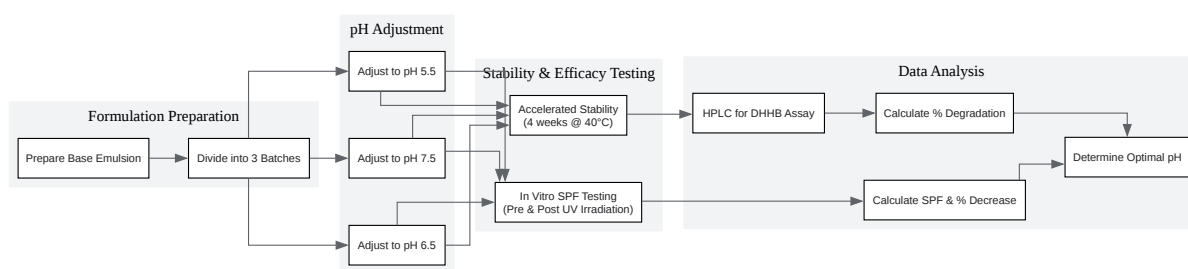 pH Adjustment
Adjust to pH 5.5
Stability & Efficacy Testing
Data Analysis
Formulation Preparation
Accelerated Stability
(4 weeks @ 40°C)
HPLC for DHHB Assay
Calculate % Degradation
Prepare Base Emulsion
Divide into 3 Batches
Adjust to pH 7.5
Determine Optimal pH
In Vitro SPF Testing
(Pre & Post UV Irradiation)
Calculate SPF & % Decrease
Adjust to pH 6.5